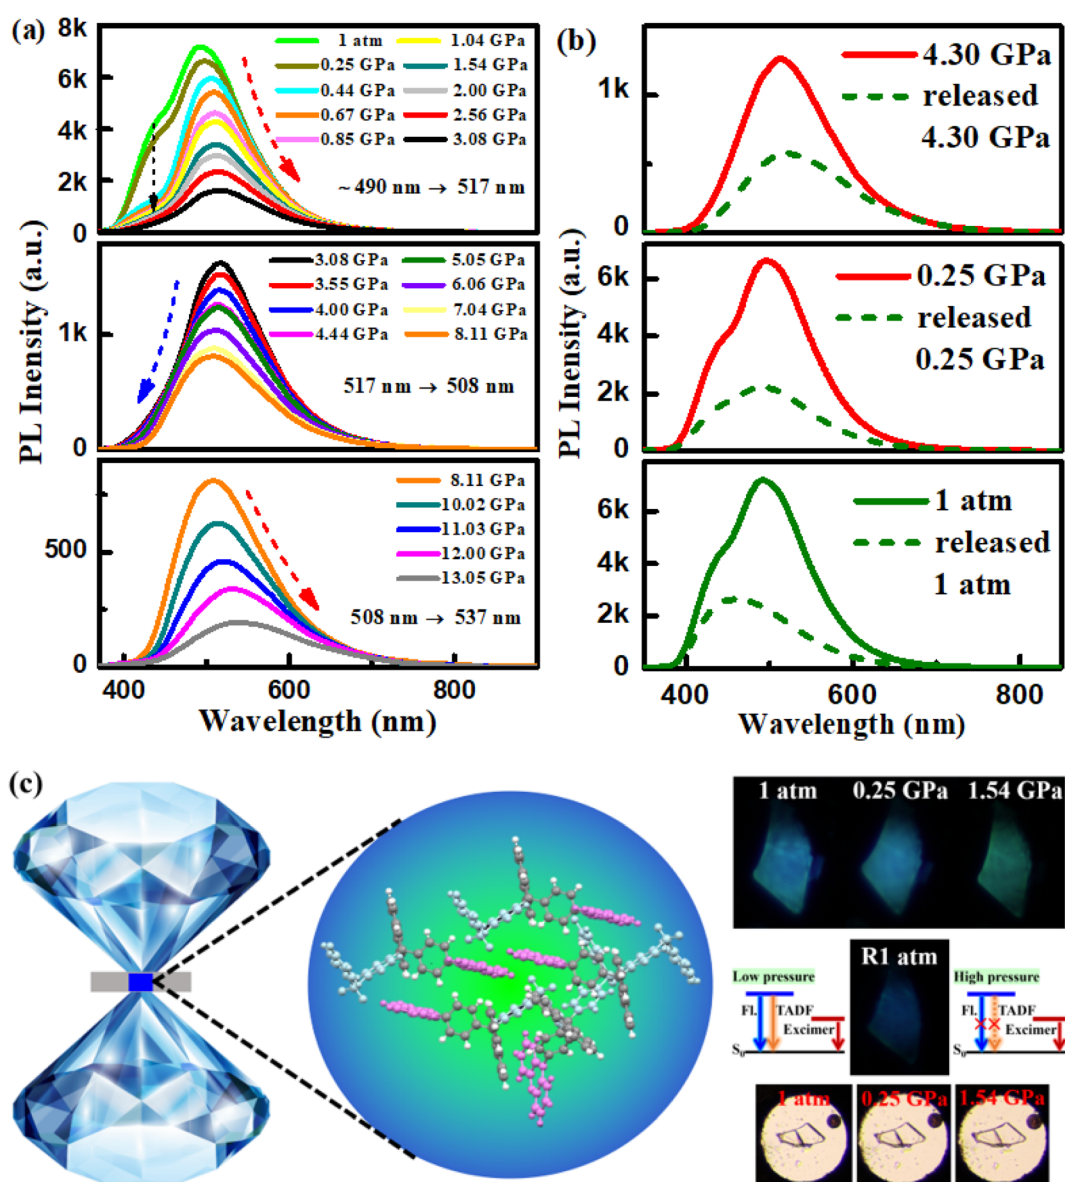 (a)
8k
6k
4k
2k
0
1 atm
0.25 GPa
0.44 GPa
0.67 GPa
0.85 GPa
1.04 GPa
1.54 GPa
2.00 GPa
2.56 GPa
3.08 GPa
~ 490 nm → 517 nm
1k
0
3.08 GPa
3.55 GPa
4.00 GPa
4.44 GPa
5.05 GPa
6.06 GPa
7.04 GPa
8.11 GPa
517 nm → 508 nm
500
0
8.11 GPa
10.02 GPa
11.03 GPa
12.00 GPa
13.05 GPa
508 nm → 537 nm
PL Inensity (a.u.)
400 600 800
Wavelength (nm)
(b)
1k
0
4.30 GPa
released
4.30 GPa
6k
4k
2k
0
0.25 GPa
released
0.25 GPa
6k
4k
2k
0
1 atm
released
1 atm
PL Inensity (a.u.)
400 600 800
Wavelength (nm)
(c)
1 atm 0.25 GPa 1.54 GPa
R1 atm
Low pressure
Fl. TADF
Excimer
S₀
High pressure
Fl. TADF
Excimer
S₀
1 atm 0.25 GPa 1.54 GPa